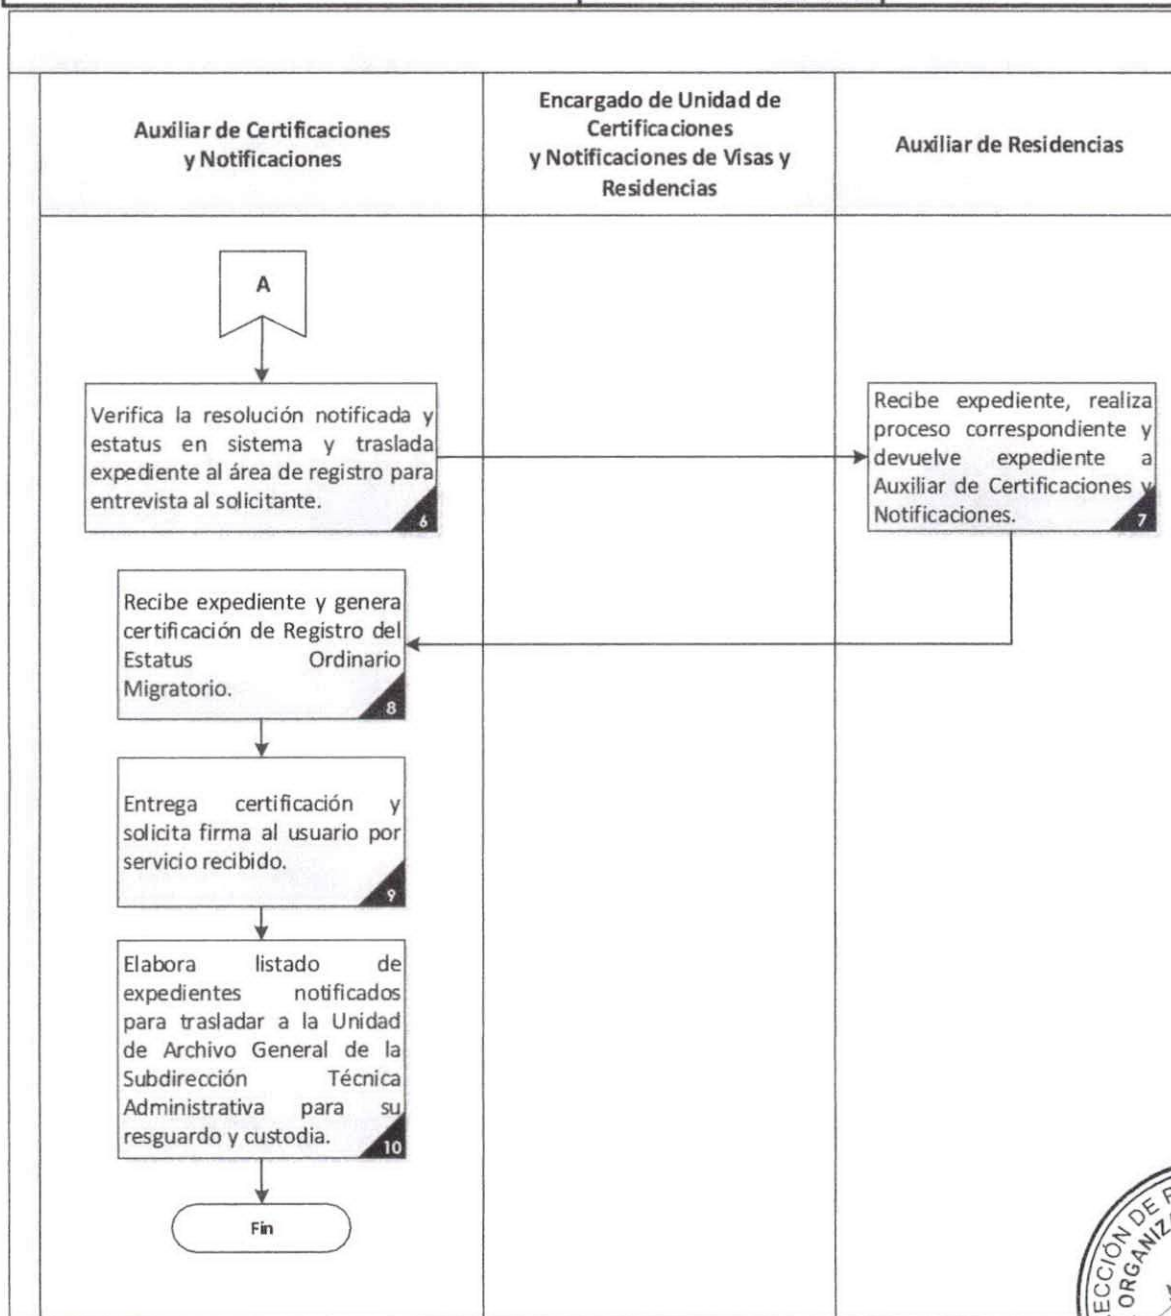 Auxiliar de Certificaciones
y Notificaciones
Encargado de Unidad de
Certificaciones
y Notificaciones de Visas y
Residencias
Auxiliar de Residencias
A
Verifica la resolución notificada y
estatus en sistema y traslada
expediente al área de registro para
entrevista al solicitante.
6
Recibe expediente, realiza
proceso correspondiente y
devuelve expediente a
Auxiliar de Certificaciones y
Notificaciones.
7
Recibe expediente y genera
certificación de Registro del
Estatus Ordinario
Migratorio.
8
Entrega certificación y
solicita firma al usuario por
servicio recibido.
9
Elabora listado de
expedientes notificados
para trasladar a la Unidad
de Archivo General de la
Subdirección Técnica
Administrativa para su
resguardo y custodia.
10
Fin
DE